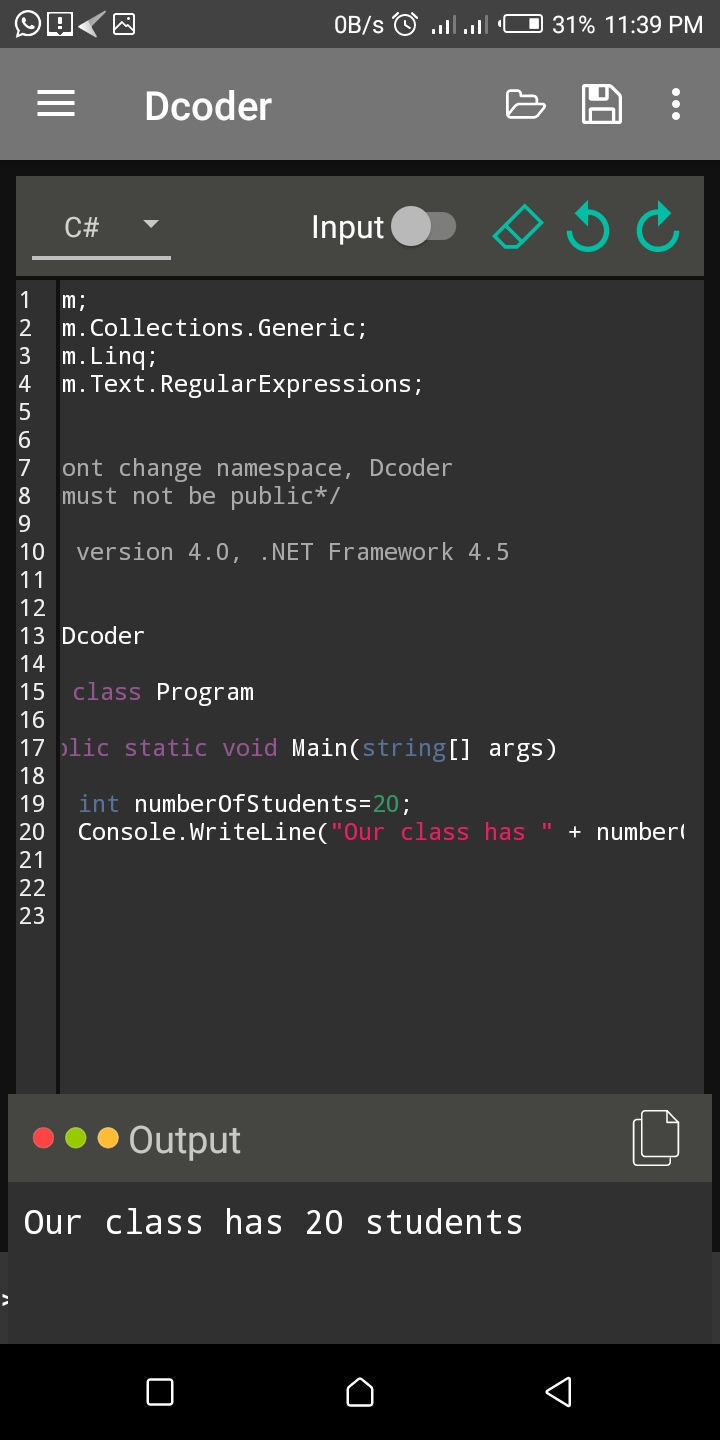 0B/s 31% 11:39 PM
Dcoder
C# Input
1 m;
2 m.Collections.Generic;
3 m.Linq;
4 m.Text.RegularExpressions;
5
6
7 ont change namespace, Dcoder
8 must not be public*/
9
10 version 4.0, .NET Framework 4.5
11
12
13 Dcoder
14
15 class Program
16
17 blic static void Main(string[] args)
18
19 int numberOfStudents=20;
20 Console.WriteLine("Our class has " + number
21
22
23
Output
Our class has 20 students
>